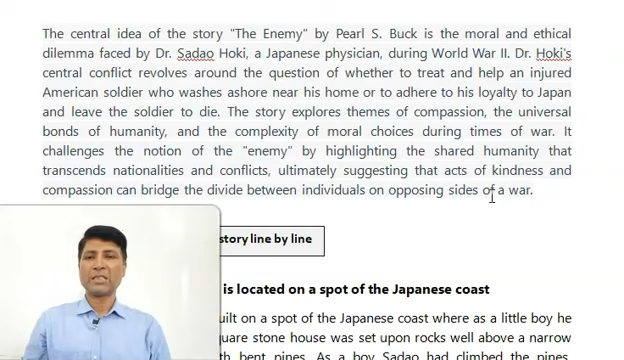 The central idea of the story "The Enemy" by Pearl S. Buck is the moral and ethical
dilemma faced by Dr. Sadao Hoki, a Japanese physician, during World War II. Dr. Hoki's
central conflict revolves around the question of whether to treat and help an injured
American soldier who washes ashore near his home or to adhere to his loyalty to Japan
and leave the soldier to die. The story explores themes of compassion, the universal
bonds of humanity, and the complexity of moral choices during times of war. It
challenges the notion of the "enemy" by highlighting the shared humanity that
transcends nationalities and conflicts, ultimately suggesting that acts of kindness and
compassion can bridge the divide between individuals on opposing sides of a war.
story line by line
is located on a spot of the Japanese coast
built on a spot of the Japanese coast where as a little boy he
square stone house was set upon rocks well above a narrow
bent pines. As a boy Sadao had climbed the pines,